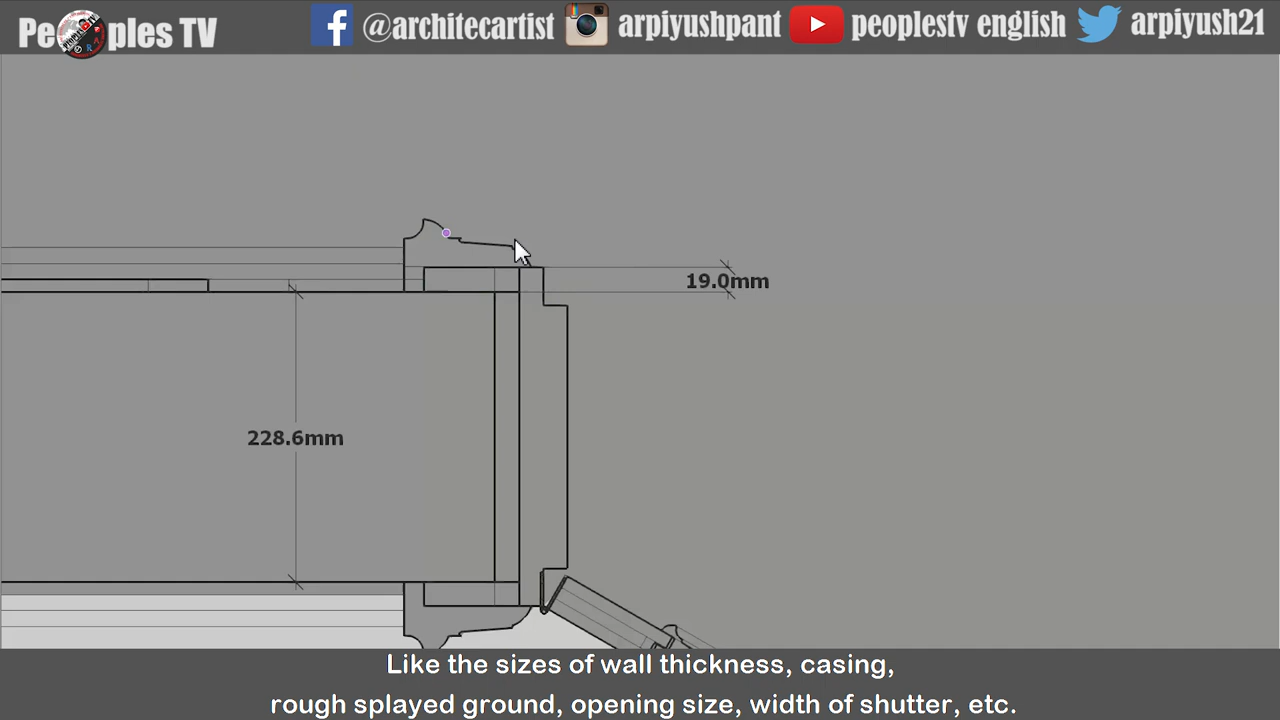 Peoples TV
@architecartist
arpiyushpant
peoplestv english
arpiyush21
19.0mm
228.6mm
Like the sizes of wall thickness, casing,
rough splayed ground, opening size, width of shutter, etc.